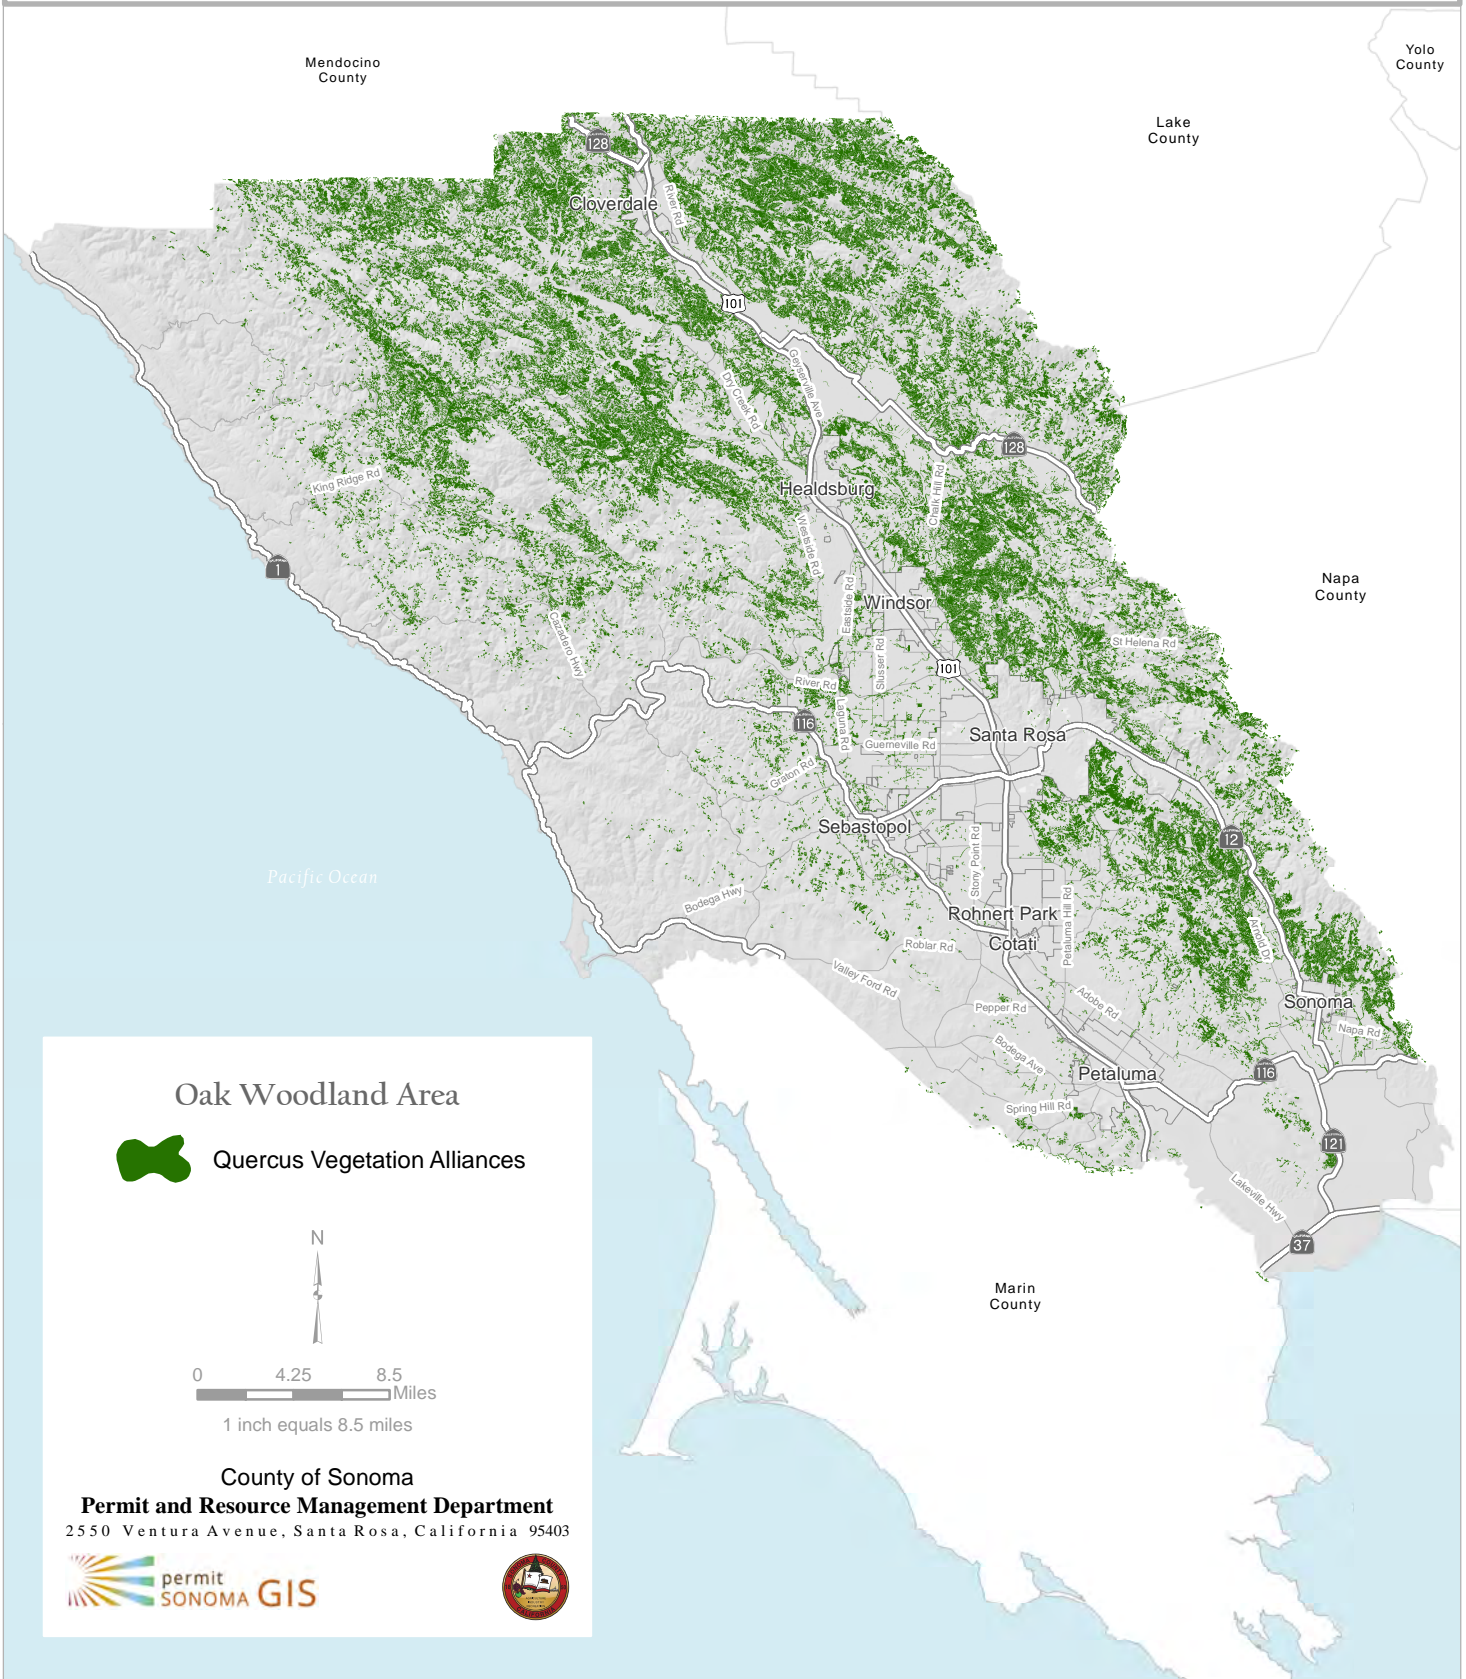 Mendocino
County
Yolo
County
Lake
County
128
Cloverdale
River Rd
101
Geyserville Ave
Dry Creek Rd
128
King Ridge Rd
Healdsburg
Chalk Hill Rd
Westside Rd
1
Napa
County
Eastside Rd
Windsor
Cazadero Hwy
St Helena Rd
Slusser Rd
101
River Rd
Laguna Rd
116
Santa Rosa
Guerneville Rd
Graton Rd
Sebastopol
12
Stony Point Rd
Pacific Ocean
Bodega Hwy
Rohnert Park
Petaluma Hill Rd
Arnold Dr
Cotati
Roblar Rd
Valley Ford Rd
Sonoma
Adobe Rd
Pepper Rd
Napa Rd
Bodega Ave
Petaluma
116
Spring Hill Rd
121
Lakeville Hwy
37
Marin
County
Oak Woodland Area
Quercus Vegetation Alliances
N
0 4.25 8.5
Miles
1 inch equals 8.5 miles
County of Sonoma
Permit and Resource Management Department
2550 Ventura Avenue, Santa Rosa, California 95403
permit
SONOMA GIS
SONOMA COUNTY
CALIFORNIA